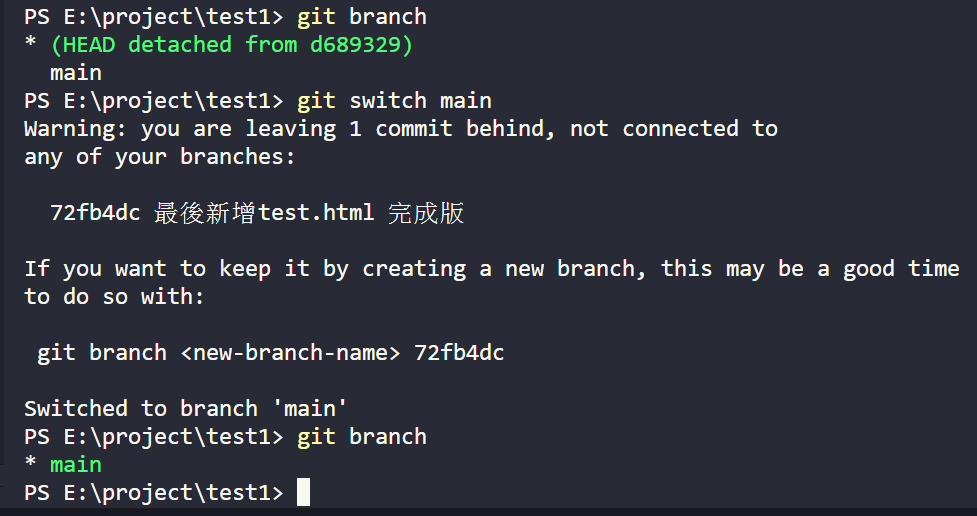 PS E:\project\test1> git branch
* (HEAD detached from d689329)
  main
PS E:\project\test1> git switch main
Warning: you are leaving 1 commit behind, not connected to
any of your branches:

  72fb4dc 最後新增test.html 完成版

If you want to keep it by creating a new branch, this may be a good time
to do so with:

 git branch <new-branch-name> 72fb4dc

Switched to branch 'main'
PS E:\project\test1> git branch
* main
PS E:\project\test1>